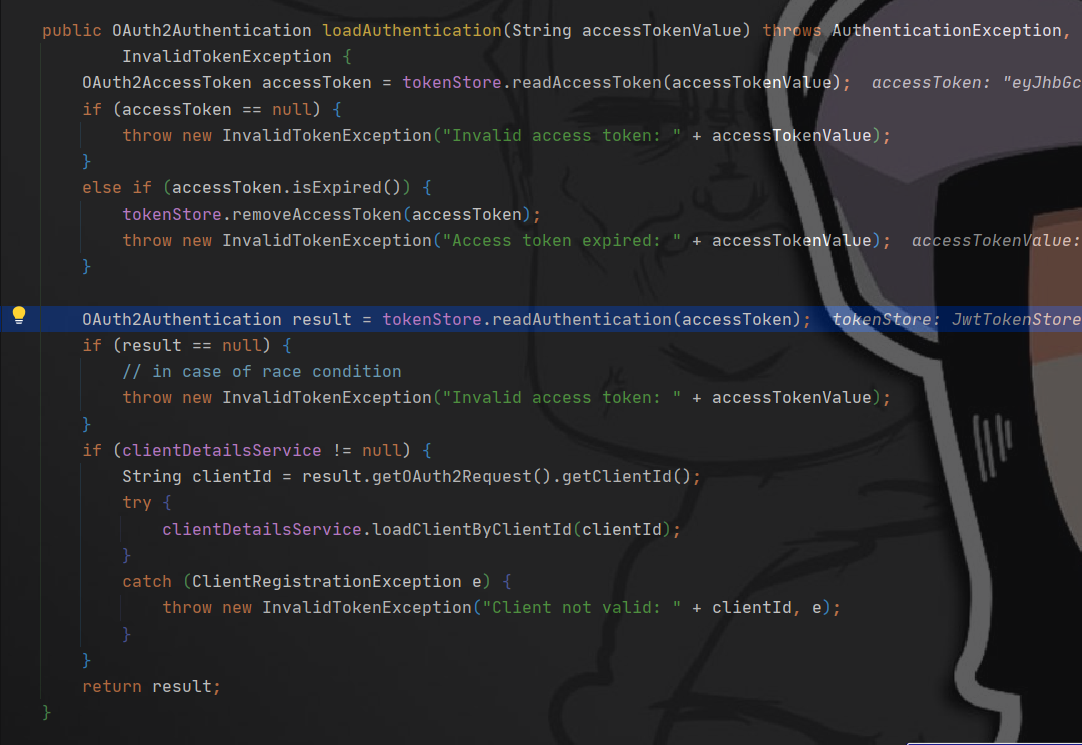 public OAuth2Authentication loadAuthentication(String accessTokenValue) throws AuthenticationException,
InvalidTokenException {
OAuth2AccessToken accessToken = tokenStore.readAccessToken(accessTokenValue); accessToken: "eyJhbGc
if (accessToken == null) {
throw new InvalidTokenException("Invalid access token: " + accessTokenValue);
}
else if (accessToken.isExpired()) {
tokenStore.removeAccessToken(accessToken);
throw new InvalidTokenException("Access token expired: " + accessTokenValue); accessTokenValue:
}
OAuth2Authentication result = tokenStore.readAuthentication(accessToken); tokenStore: JwtTokenStore
if (result == null) {
// in case of race condition
throw new InvalidTokenException("Invalid access token: " + accessTokenValue);
}
if (clientDetailsService != null) {
String clientId = result.getOAuth2Request().getClientId();
try {
clientDetailsService.loadClientByClientId(clientId);
}
catch (ClientRegistrationException e) {
throw new InvalidTokenException("Client not valid: " + clientId, e);
}
}
return result;
}